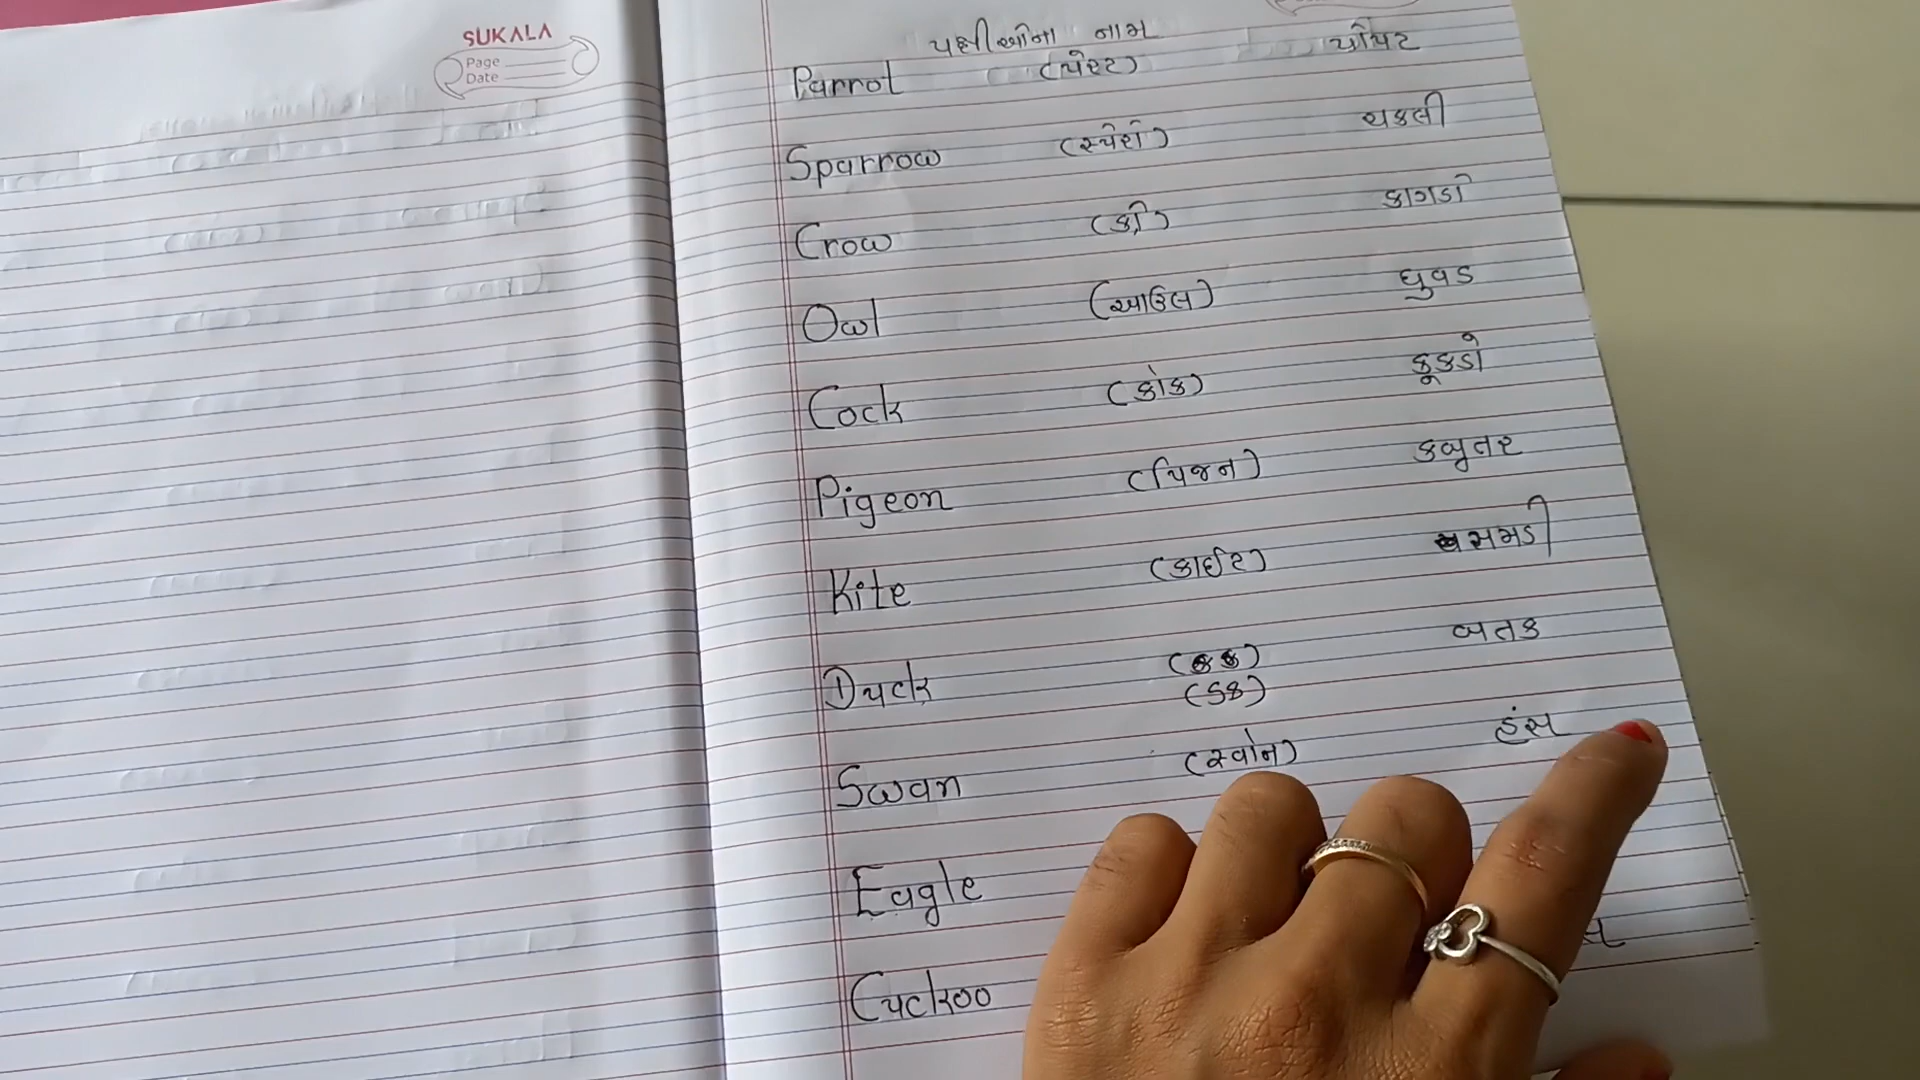 SUKALA
Page
Date
પક્ષીઓના નામ
Parrot (પેરટ) પોપટ
Sparrow (સ્પેરો) ચકલી
Crow (ક્રો) કાગડો
Owl (આઉલ) ઘુવડ
Cock (કોક) કૂકડો
Pigeon (પિજન) કબૂતર
Kite (કાઈટ) સમડી
Duck બતક
(ડક)
Swan (સ્વોન) હંસ
Eagle
Cuckoo